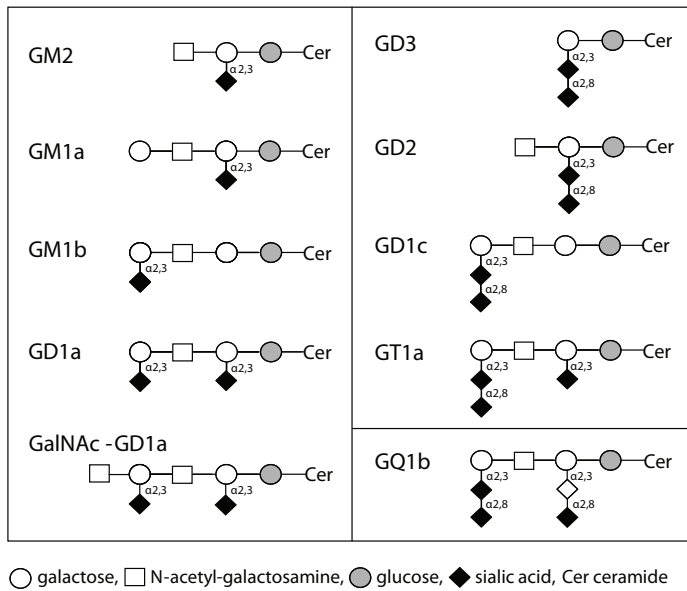 GM2
Cer
α2,3
GM1a
Cer
α2,3
GM1b
Cer
α2,3
GD1a
Cer
α2,3 α2,3
GalNAc -GD1a
Cer
α2,3 α2,3
GD3
Cer
α2,3
α2,8
GD2
Cer
α2,3
α2,8
GD1c
Cer
α2,3
α2,8
GT1a
Cer
α2,3 α2,3
α2,8
GQ1b
Cer
α2,3 α2,3
α2,8 α2,8
galactose, N-acetyl-galactosamine, glucose, sialic acid, Cer ceramide